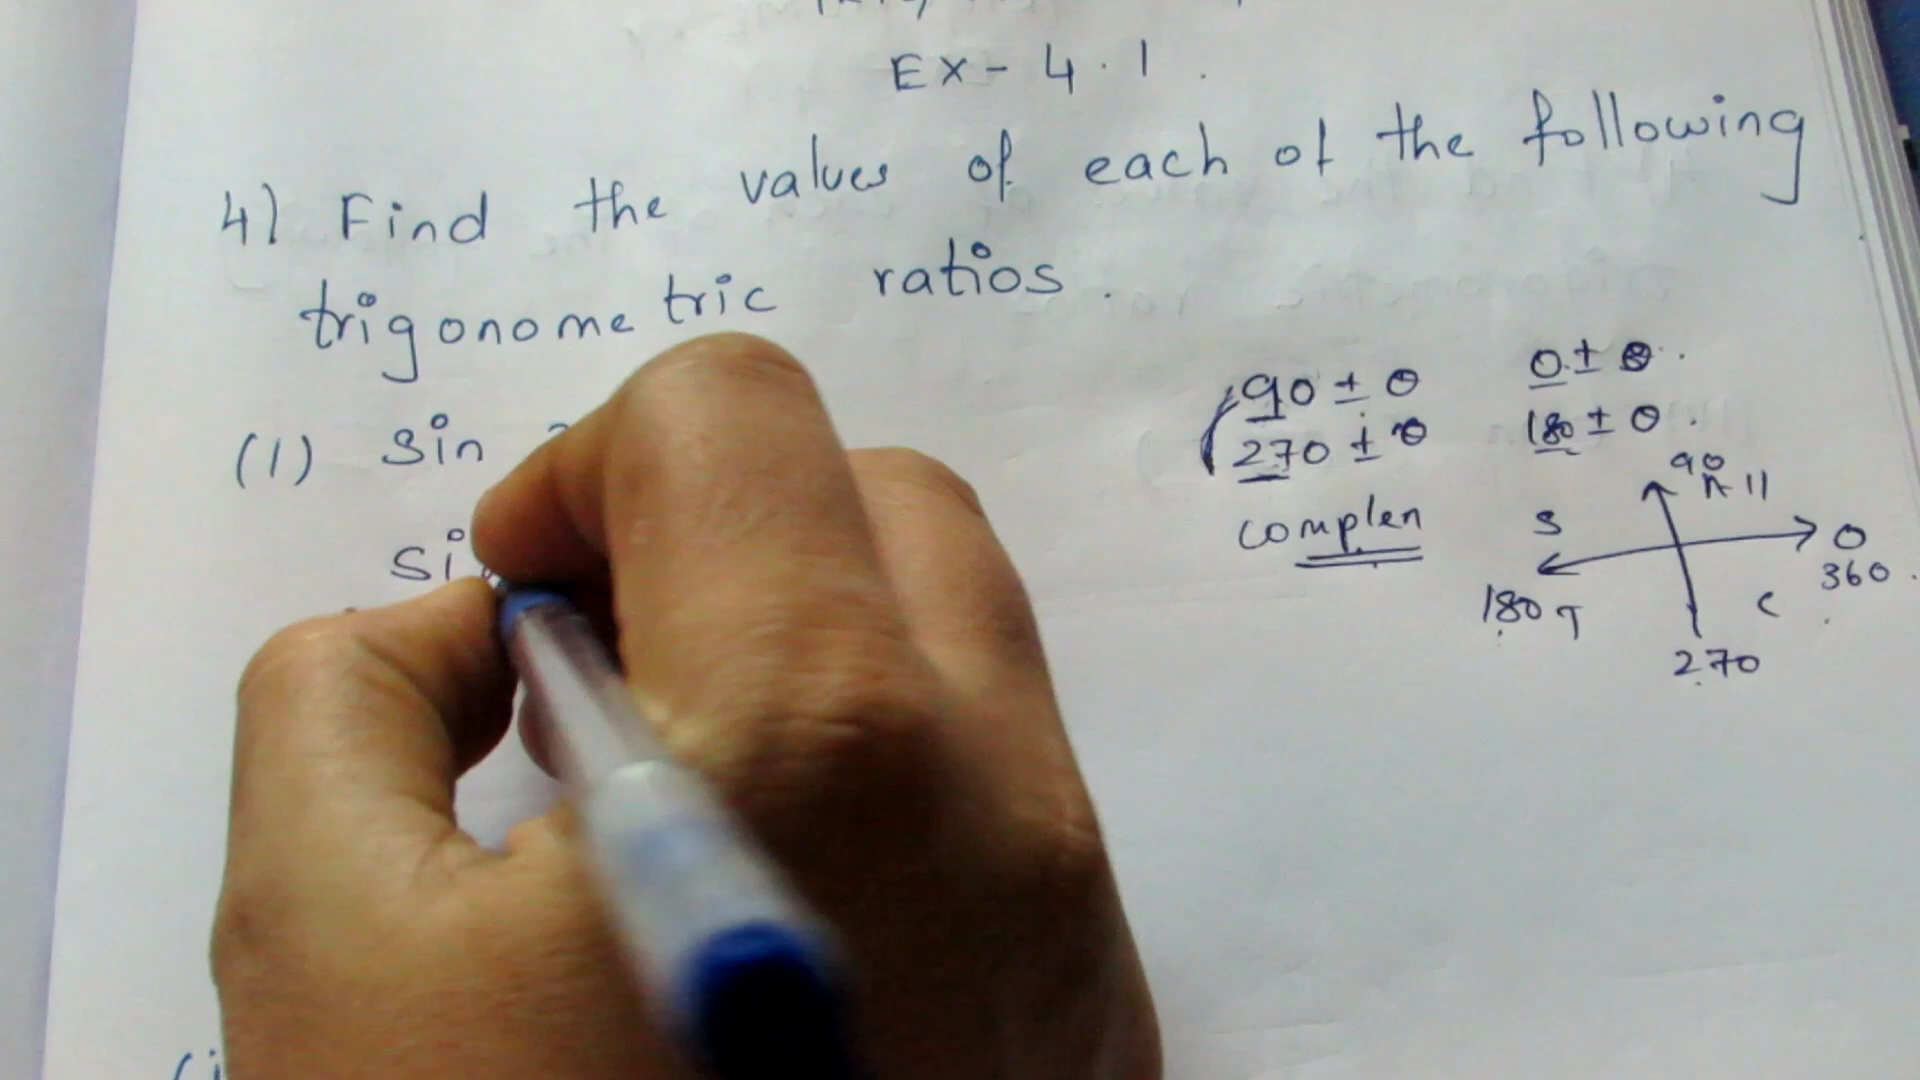 EX - 4.1.
4) Find the values of each of the following
trigonometric ratios.
(1) sin
si
90 ± θ 0 ± θ.
270 ± θ 180 ± θ.
complen
90
All
S
0
360
180 T C
270